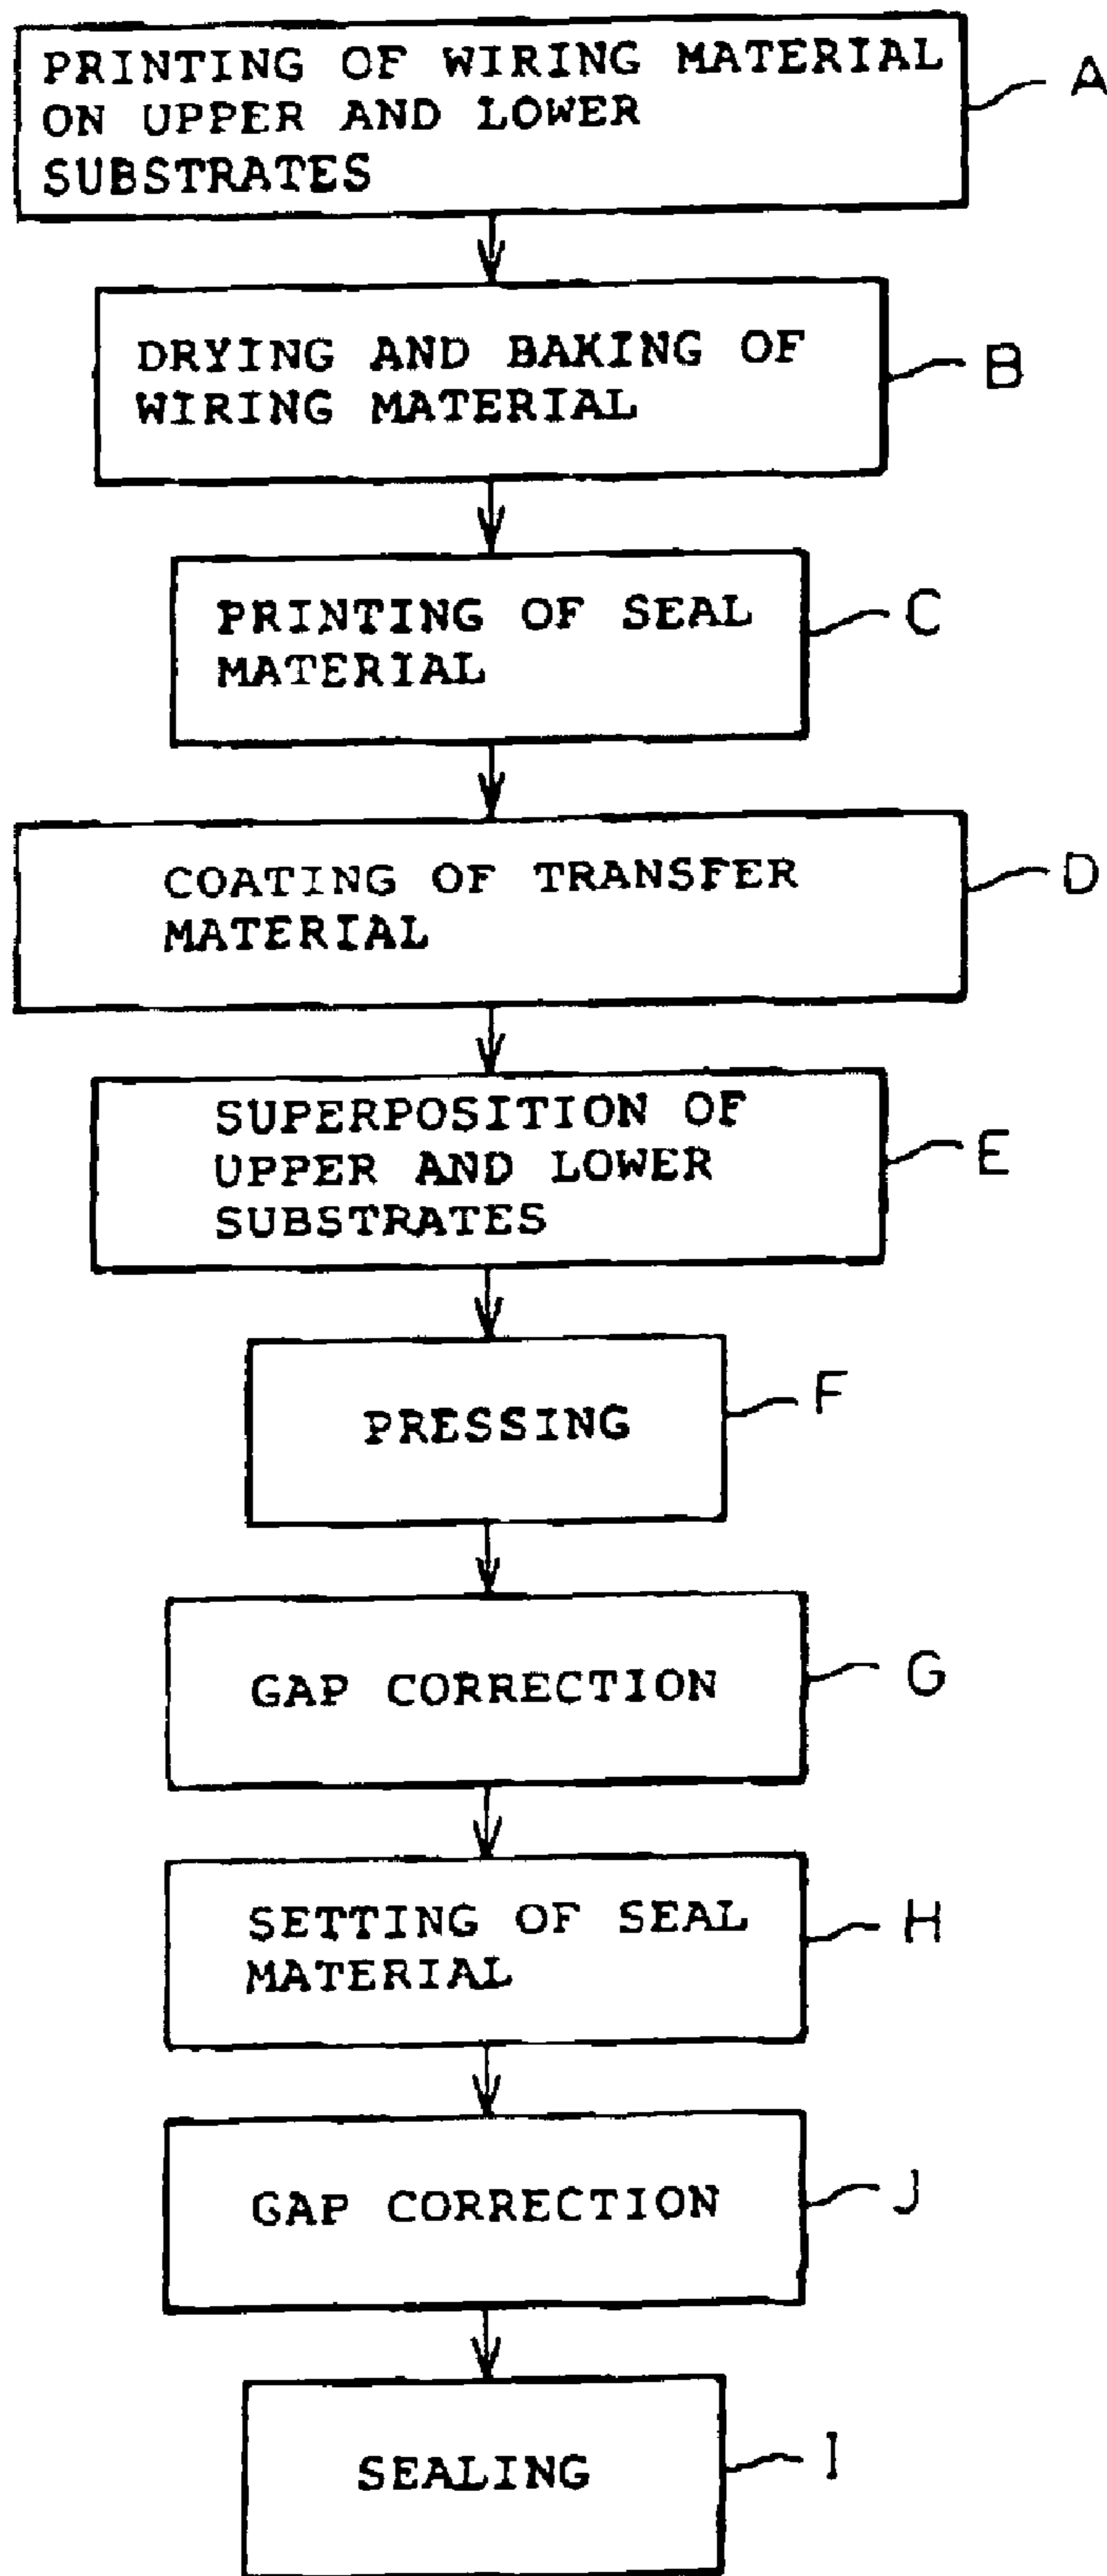 PRINTING OF WIRING MATERIAL
ON UPPER AND LOWER
SUBSTRATES
A
DRYING AND BAKING OF
WIRING MATERIAL
B
PRINTING OF SEAL
MATERIAL
C
COATING OF TRANSFER
MATERIAL
D
SUPERPOSITION OF
UPPER AND LOWER
SUBSTRATES
E
PRESSING
F
GAP CORRECTION
G
SETTING OF SEAL
MATERIAL
H
GAP CORRECTION
J
SEALING
I